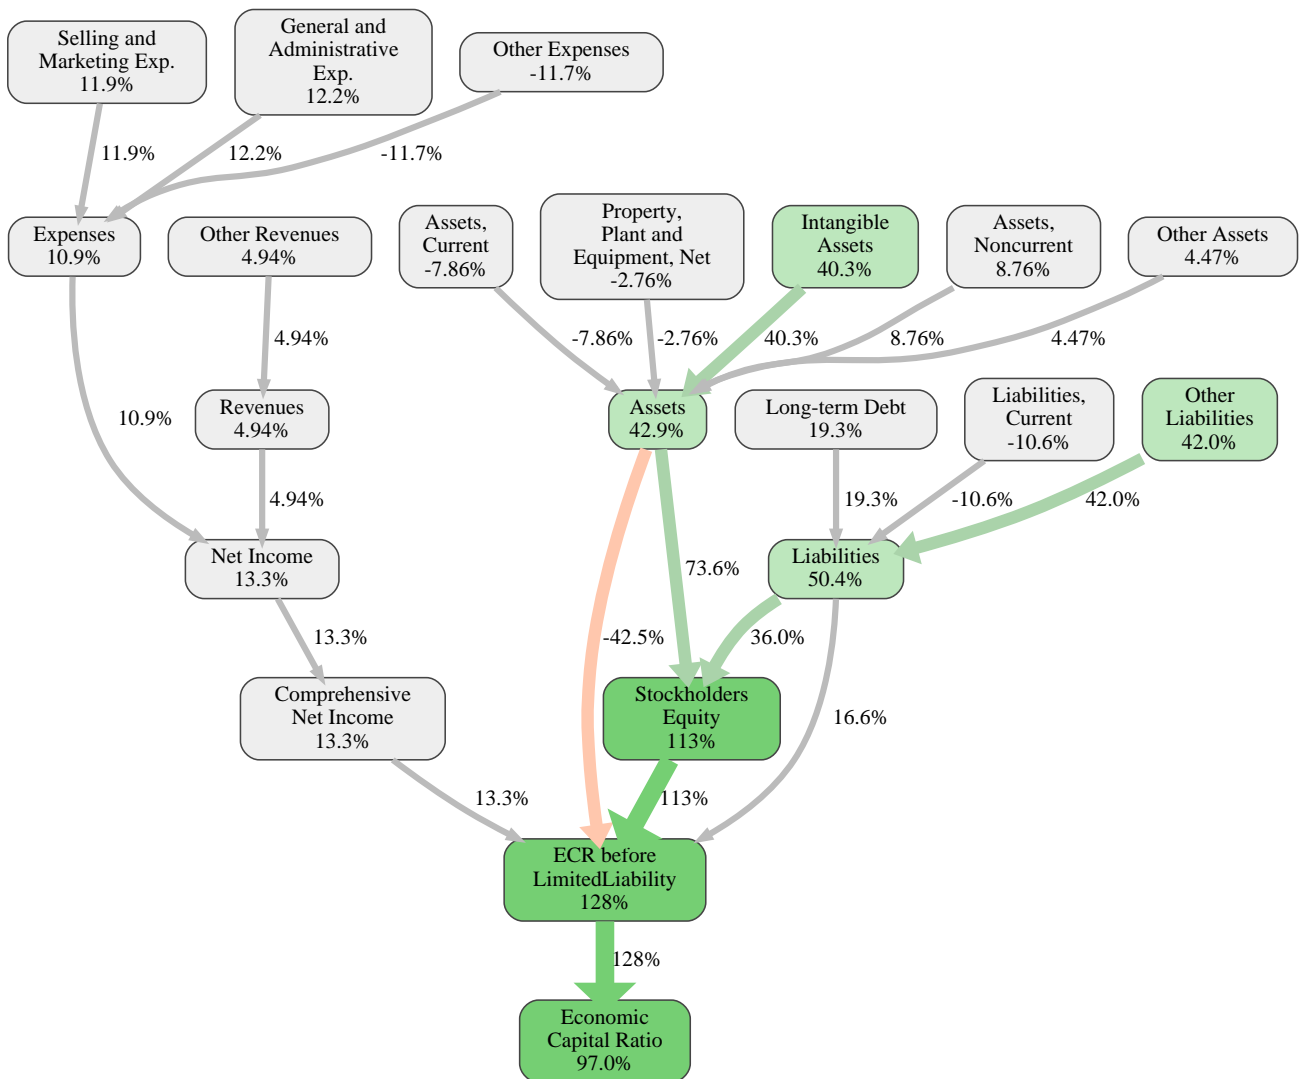 Selling and
Marketing Exp.
11.9%
General and
Administrative
Exp.
12.2%
Other Expenses
-11.7%
11.9%
12.2%
-11.7%
Expenses
10.9%
Other Revenues
4.94%
Assets,
Current
-7.86%
Property,
Plant and
Equipment, Net
-2.76%
Intangible
Assets
40.3%
Assets,
Noncurrent
8.76%
Other Assets
4.47%
4.94%
-7.86%
-2.76%
40.3%
8.76%
4.47%
10.9%
Revenues
4.94%
Assets
42.9%
Long-term Debt
19.3%
Liabilities,
Current
-10.6%
Other
Liabilities
42.0%
4.94%
19.3%
-10.6%
42.0%
Net Income
13.3%
73.6%
Liabilities
50.4%
13.3%
-42.5%
36.0%
Comprehensive
Net Income
13.3%
Stockholders
Equity
113%
16.6%
13.3%
113%
ECR before
LimitedLiability
128%
128%
Economic
Capital Ratio
97.0%